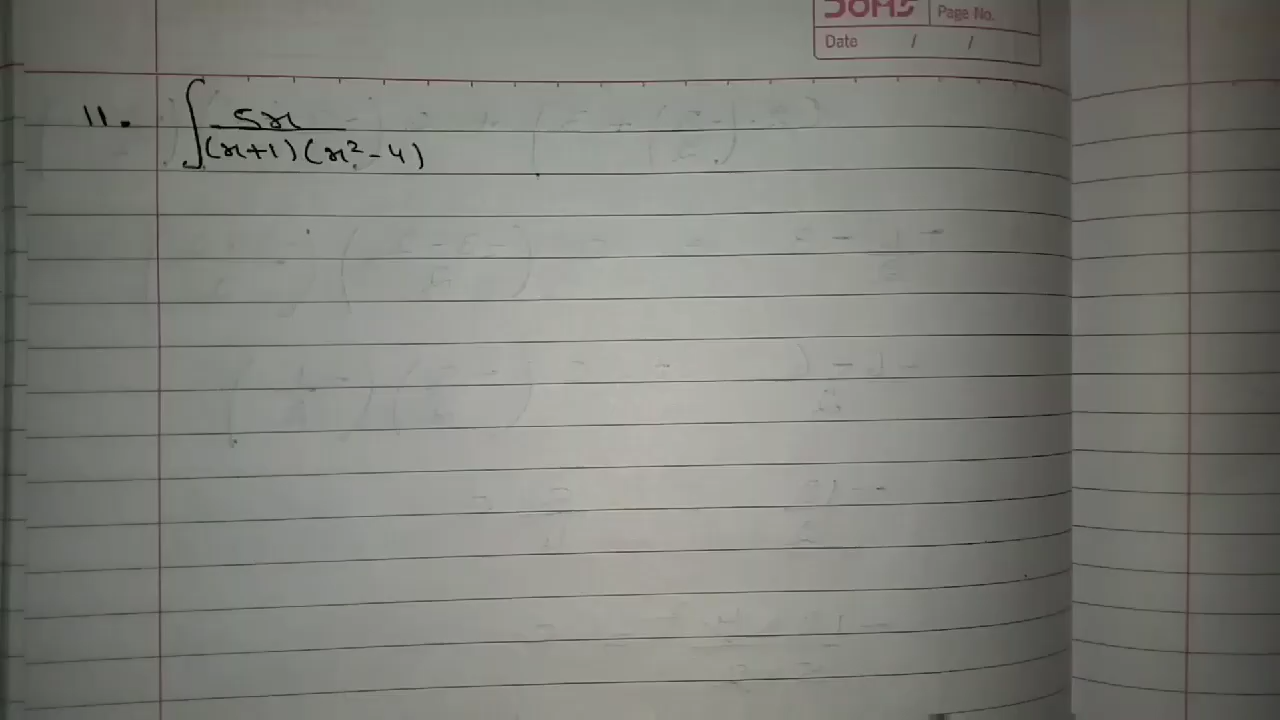 Page No.
Date / /
11. ∫ 5x
(x+1)(x²-4)